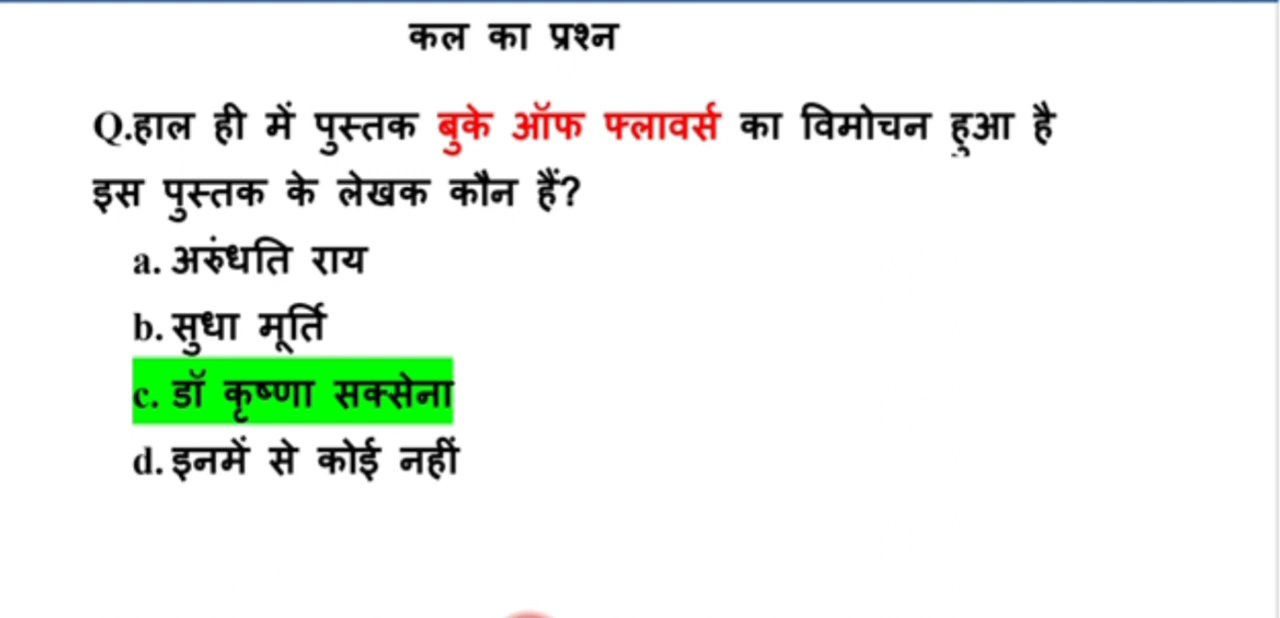 कल का प्रश्न
Q.हाल ही में पुस्तक बुके ऑफ फ्लावर्स का विमोचन हुआ है
इस पुस्तक के लेखक कौन हैं?
a. अरुंधति राय
b. सुधा मूर्ति
c. डॉ कृष्णा सक्सेना
d. इनमें से कोई नहीं